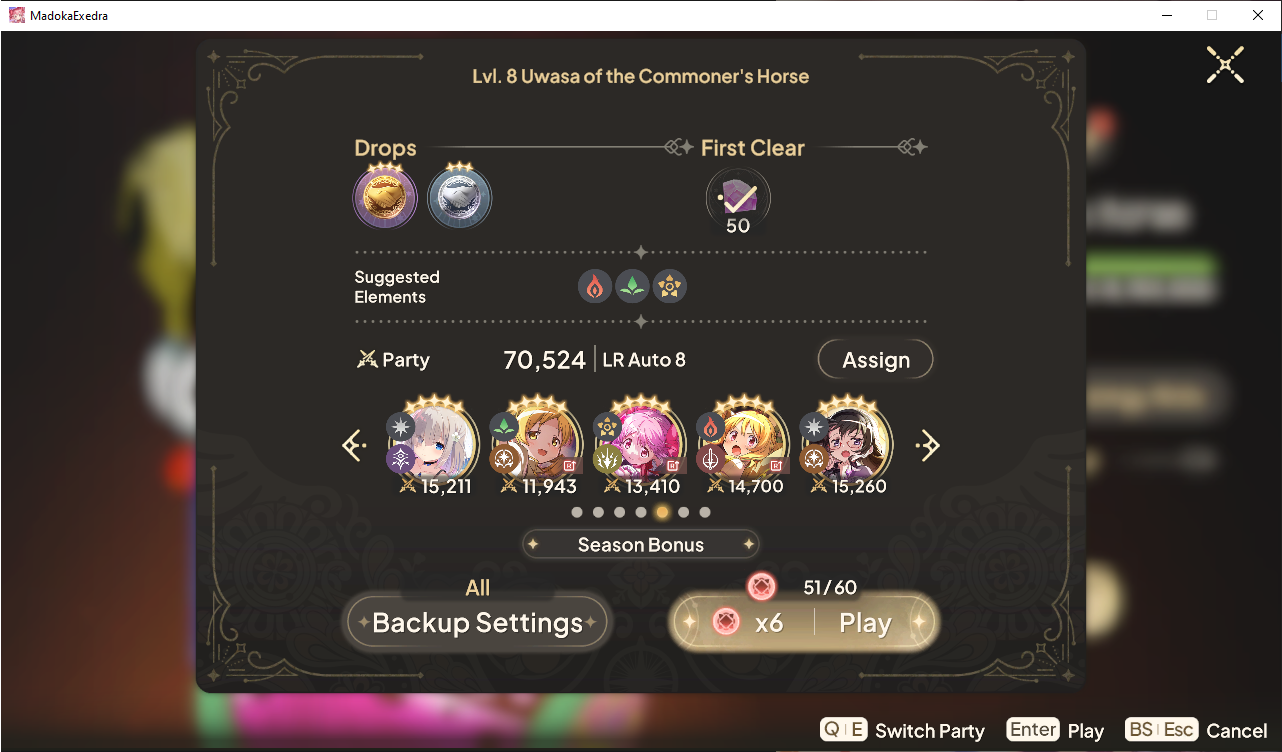 MadokaExedra
Lvl. 8 Uwasa of the Commoner's Horse
Drops
First Clear
50
Suggested
Elements
Party
70,524
LR Auto 8
Assign
15,211
11,943
13,410
14,700
15,260
Season Bonus
All
51/60
Backup Settings
x6
Play
Q | E Switch Party
Enter Play
BS | Esc Cancel